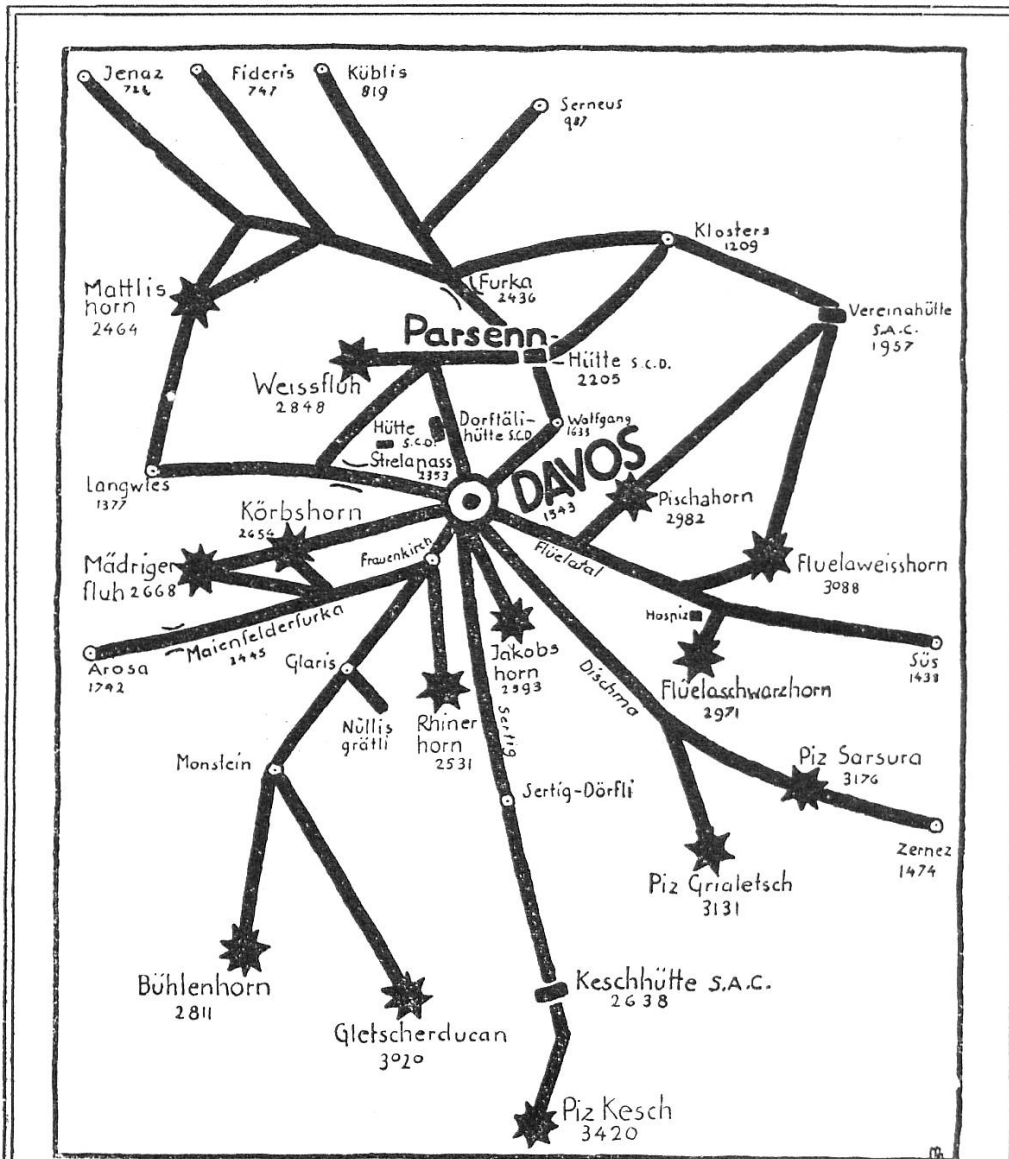 Jenaz
Fideris
747
Küblis
819
Serneus
987
Klosters
1209
Furka
2436
Mattlis
horn
2464
Parsenn
Vereinahütte
S.A.C.
1957
Hütte S.C.D.
2205
Weissfluh
2848
Hütte
S.C.D.
Dorftäli-
hütte S.C.D.
Wolfgang
1633
Strelapass
2353
DAVOS
1543
Langwies
1377
Pischahorn
2982
Körbshorn
2654
Frauenkirch
Flüelatal
Mädriger
fluh 2668
Flüelaweisshorn
3088
Maienfelderfurka
2445
Hospiz
Arosa
1742
Glaris
Jakobs
horn
2593
Dischma
Süs
1438
Flüelaschwarzhorn
2971
Nüllis
grätli
Rhiner
horn
2531
Sertig
Monstein
Piz Sarsura
3176
Sertig-Dörfli
Zernez
1474
Piz Grialetsch
3131
Bühlenhorn
2811
Keschhütte S.A.C.
2638
Gletscherducan
3020
Piz Kesch
3420